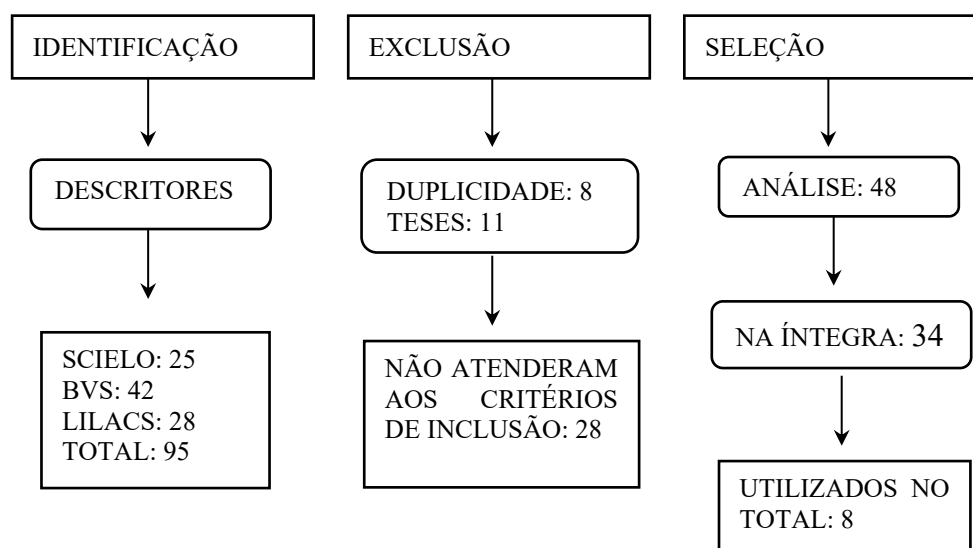 IDENTIFICAÇÃO
DESCRITORES
SCIELO: 25
BVS: 42
LILACS: 28
TOTAL: 95
EXCLUSÃO
DUPLICIDADE: 8
TESES: 11
NÃO ATENDERAM
AOS CRITÉRIOS
DE INCLUSÃO: 28
SELEÇÃO
ANÁLISE: 48
NA ÍNTEGRA: 34
UTILIZADOS NO
TOTAL: 8